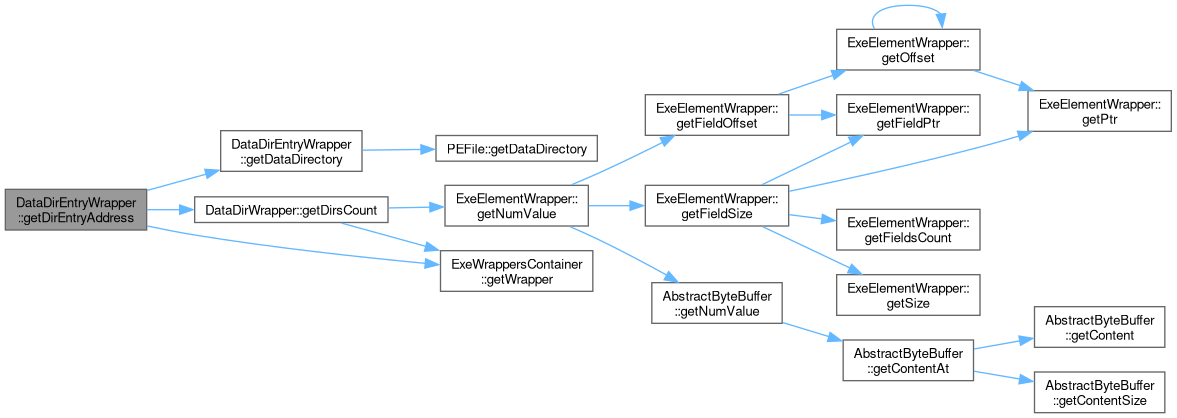 DataDirEntryWrapper
::getDirEntryAddress
DataDirEntryWrapper
::getDataDirectory
PEFile::getDataDirectory
DataDirWrapper::getDirsCount
ExeElementWrapper::
getNumValue
ExeWrappersContainer
::getWrapper
ExeElementWrapper::
getFieldOffset
ExeElementWrapper::
getFieldSize
AbstractByteBuffer
::getNumValue
ExeElementWrapper::
getOffset
ExeElementWrapper::
getFieldPtr
ExeElementWrapper::
getPtr
ExeElementWrapper::
getFieldsCount
ExeElementWrapper::
getSize
AbstractByteBuffer
::getContentAt
AbstractByteBuffer
::getContent
AbstractByteBuffer
::getContentSize